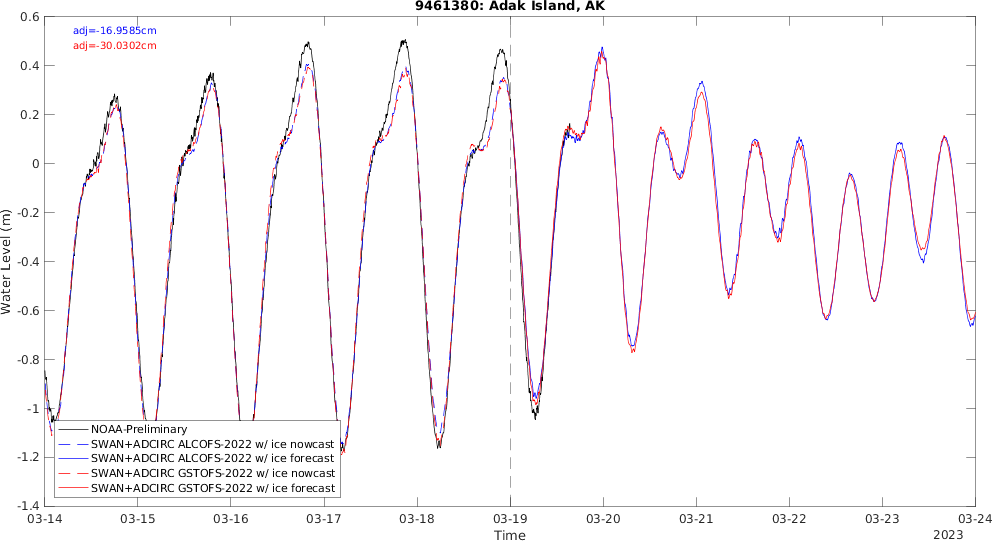 9461380: Adak Island, AK
adj=-16.9585cm
adj=-30.0302cm
0.6
0.4
0.2
0
-0.2
-0.4
-0.6
-0.8
-1
-1.2
-1.4
Water Level (m)
NOAA-Preliminary
SWAN+ADCIRC ALCOFS-2022 w/ ice nowcast
SWAN+ADCIRC ALCOFS-2022 w/ ice forecast
SWAN+ADCIRC GSTOFS-2022 w/ ice nowcast
SWAN+ADCIRC GSTOFS-2022 w/ ice forecast
03-14 03-15 03-16 03-17 03-18 03-19 03-20 03-21 03-22 03-23 03-24
Time
2023